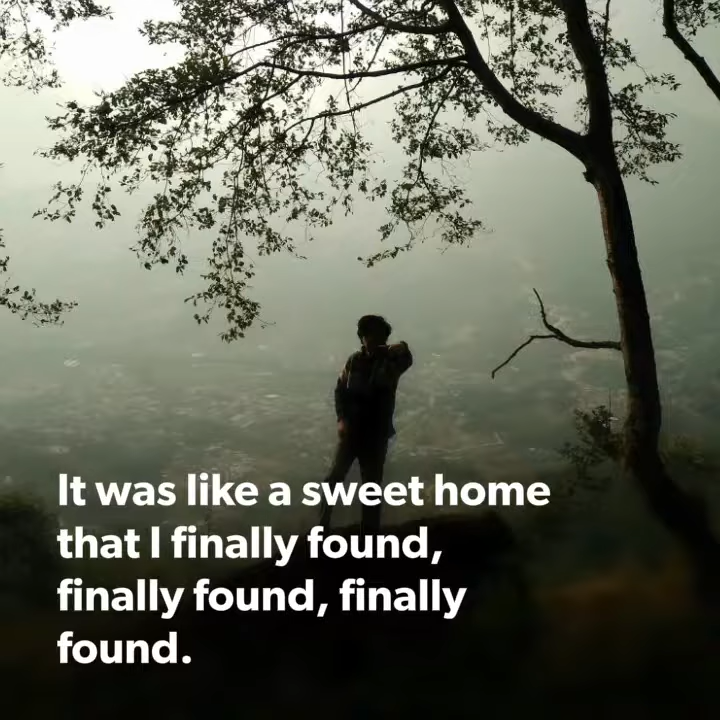 It was like a sweet home
that I finally found,
finally found, finally
found.